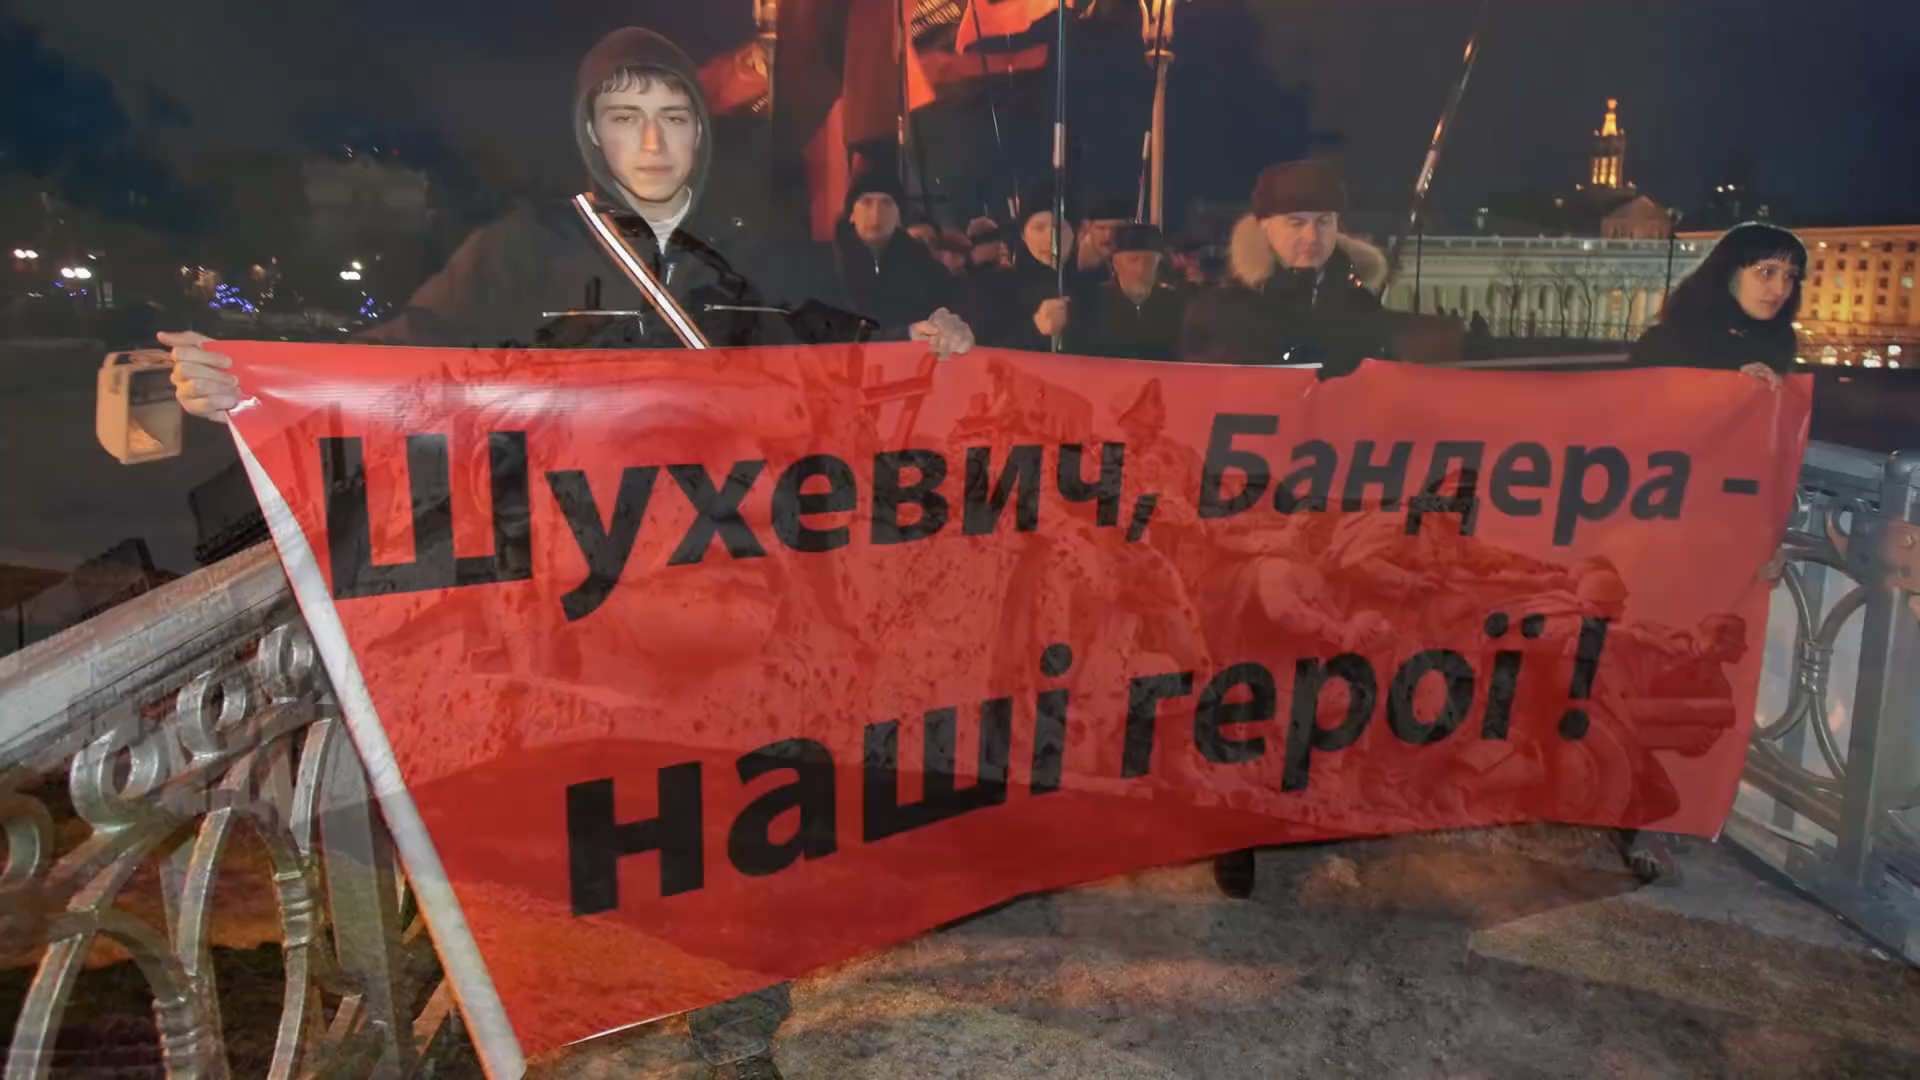 Шухевич, Бандера -
наші герої !